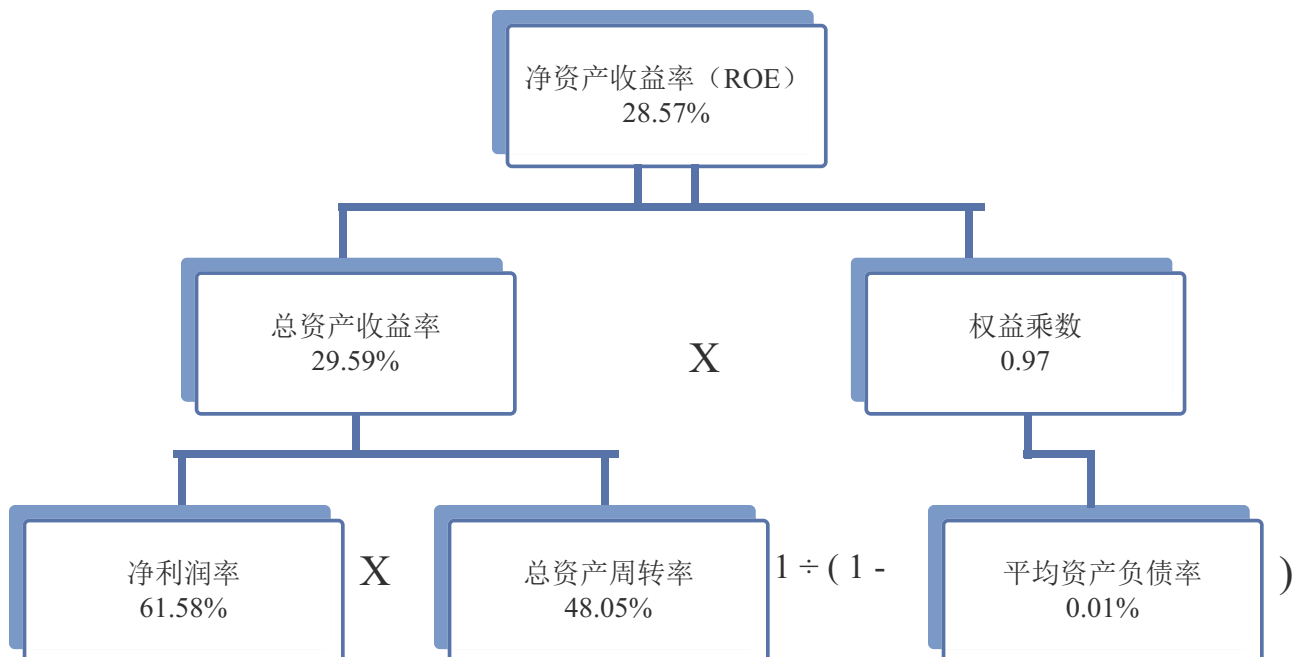 净资产收益率（ROE）
28.57%
总资产收益率
29.59%
X
权益乘数
0.97
净利润率
61.58%
X
总资产周转率
48.05%
1 ÷ ( 1 -
平均资产负债率
0.01%
)